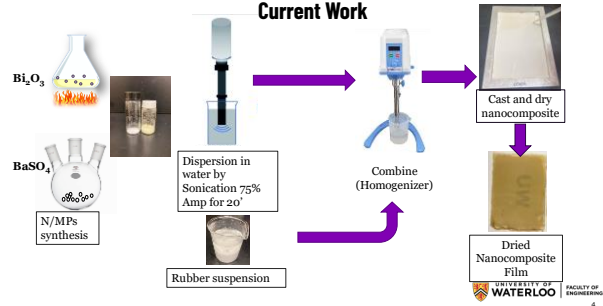 Current Work
Bi₂O₃
BaSO₄
N/MPs
synthesis
Dispersion in
water by
Sonication 75%
Amp for 20'
Rubber suspension
Combine
(Homogenizer)
Cast and dry
nanocomposite
UW
Dried
Nanocomposite
Film
UNIVERSITY OF
WATERLOO
FACULTY OF
ENGINEERING
4